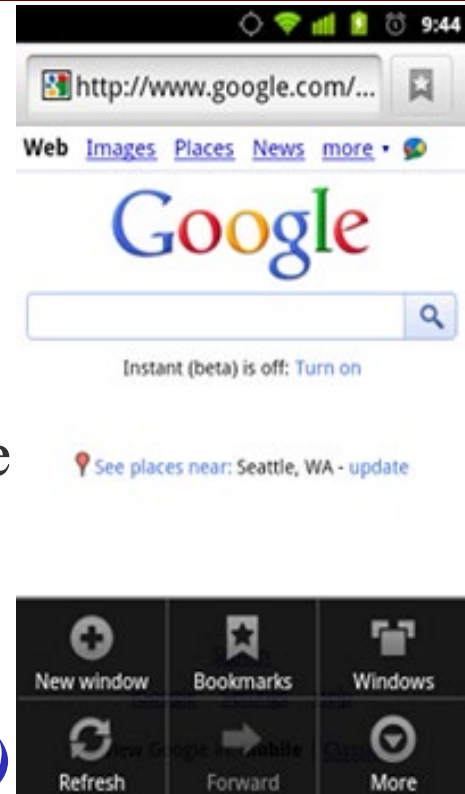 9:44
http://www.google.com/...
Web Images Places News more
Google
Instant (beta) is off: Turn on
e
See places near: Seattle, WA - update
New window Bookmarks Windows
)
Refresh Forward More